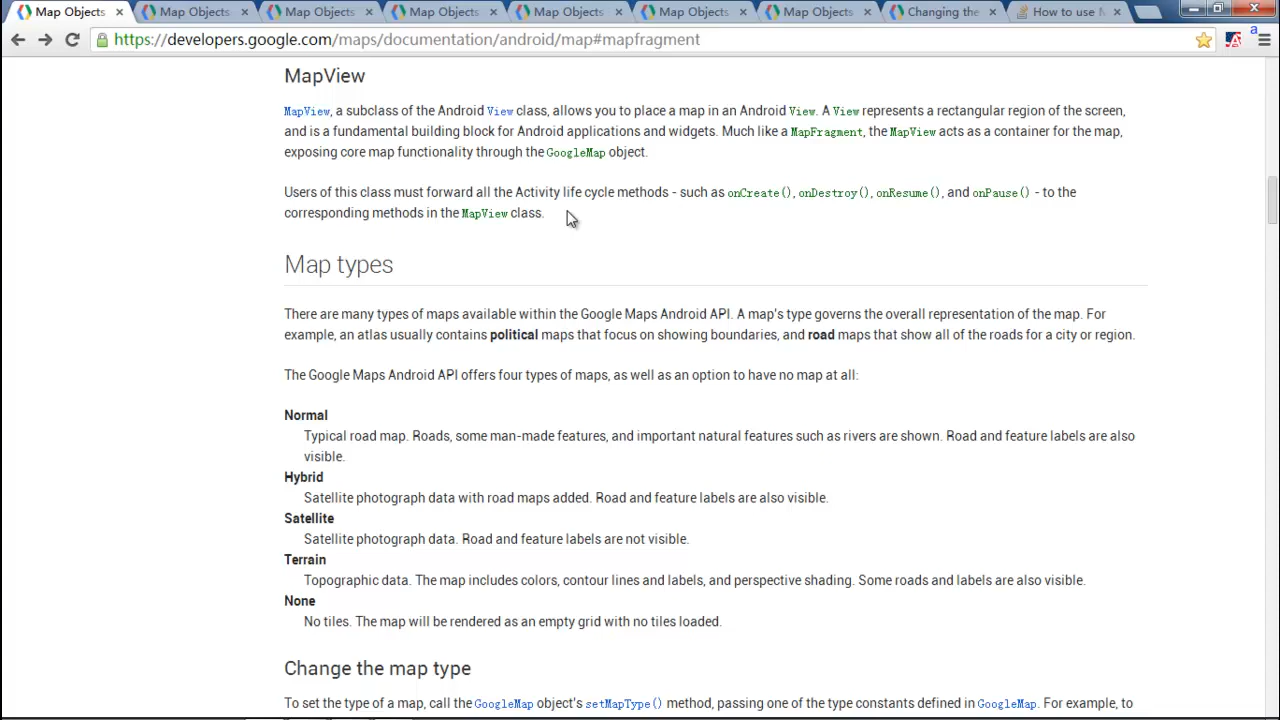 Map Objects
Map Objects
Map Objects
Map Objects
Map Objects
Map Objects
Map Objects
Changing the
How to use M
https://developers.google.com/maps/documentation/android/map#mapfragment
MapView
MapView, a subclass of the Android View class, allows you to place a map in an Android View. A View represents a rectangular region of the screen,
and is a fundamental building block for Android applications and widgets. Much like a MapFragment, the MapView acts as a container for the map,
exposing core map functionality through the GoogleMap object.
Users of this class must forward all the Activity life cycle methods - such as onCreate(), onDestroy(), onResume(), and onPause() - to the
corresponding methods in the MapView class.
Map types
There are many types of maps available within the Google Maps Android API. A map's type governs the overall representation of the map. For
example, an atlas usually contains political maps that focus on showing boundaries, and road maps that show all of the roads for a city or region.
The Google Maps Android API offers four types of maps, as well as an option to have no map at all:
Normal
Typical road map. Roads, some man-made features, and important natural features such as rivers are shown. Road and feature labels are also
visible.
Hybrid
Satellite photograph data with road maps added. Road and feature labels are also visible.
Satellite
Satellite photograph data. Road and feature labels are not visible.
Terrain
Topographic data. The map includes colors, contour lines and labels, and perspective shading. Some roads and labels are also visible.
None
No tiles. The map will be rendered as an empty grid with no tiles loaded.
Change the map type
To set the type of a map, call the GoogleMap object's setMapType() method, passing one of the type constants defined in GoogleMap. For example, to